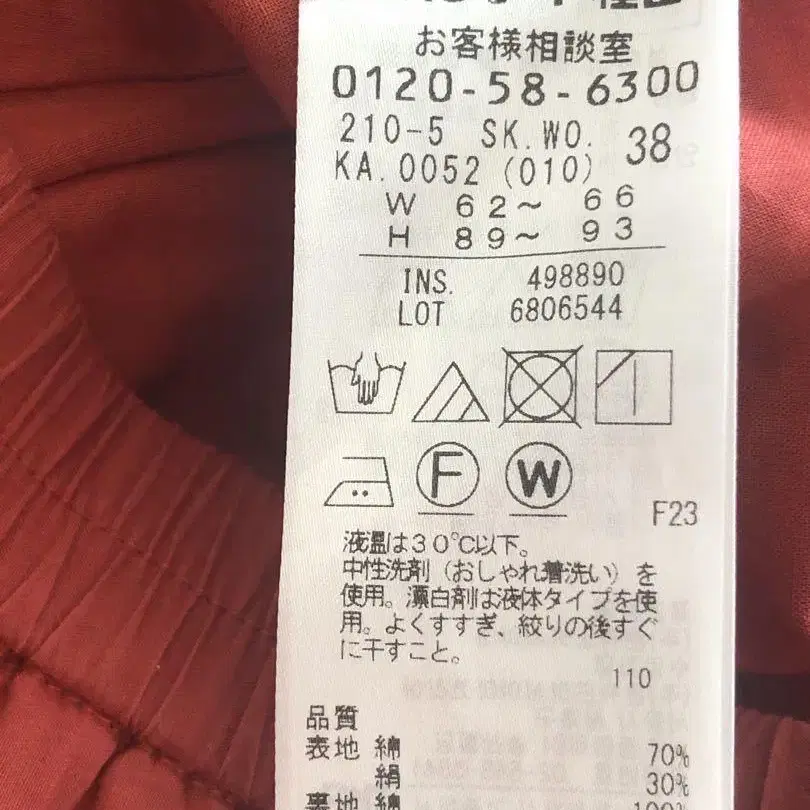 お客様相談室
0120-58-6300
210-5 SK.WO. 38
KA.0052 (010)
W 62~ 66
H 89~ 93
INS. 498890
LOT 6806544
F W
F23
液温は30℃以下。
中性洗剤（おしゃれ着洗い）を
使用。漂白剤は液体タイプを使
用。よくすすぎ、絞りの後すぐ
に干すこと。
110
品質
表地 綿 70%
絹 30%
裏地 綿 100%